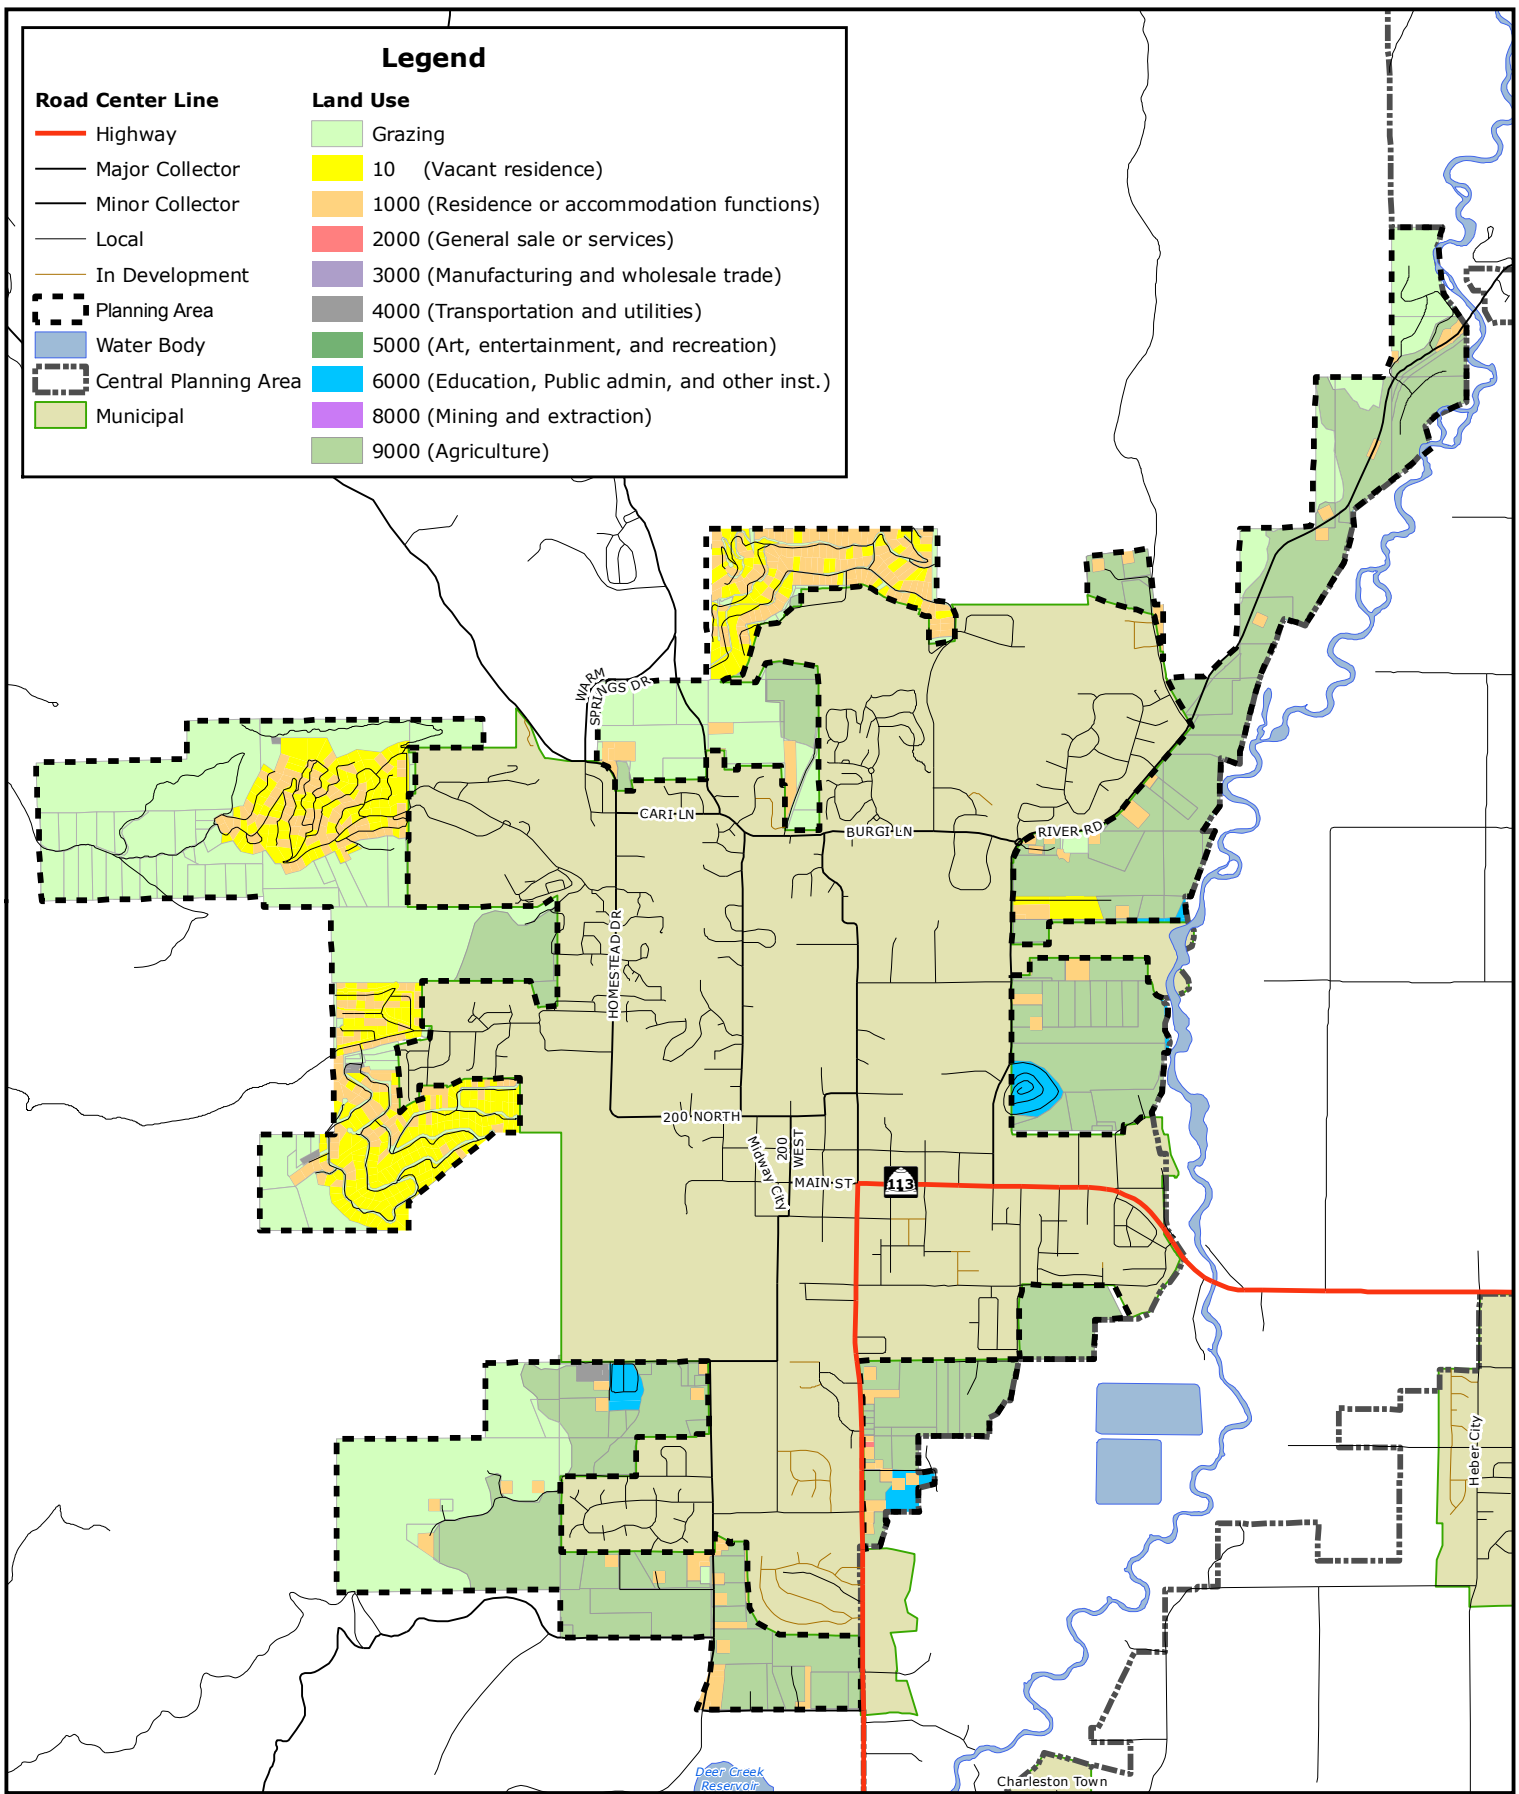 Legend
Road Center Line
Highway
Major Collector
Minor Collector
Local
In Development
Planning Area
Water Body
Central Planning Area
Municipal
Land Use
Grazing
10 (Vacant residence)
1000 (Residence or accommodation functions)
2000 (General sale or services)
3000 (Manufacturing and wholesale trade)
4000 (Transportation and utilities)
5000 (Art, entertainment, and recreation)
6000 (Education, Public admin, and other inst.)
8000 (Mining and extraction)
9000 (Agriculture)
WARM
SPRINGS DR
CARI LN
BURGI LN
RIVER RD
HOMESTEAD DR
200 NORTH
200
WEST
Midway City
MAIN ST
113
Heber City
Deer Creek
Reservoir
Charleston Town